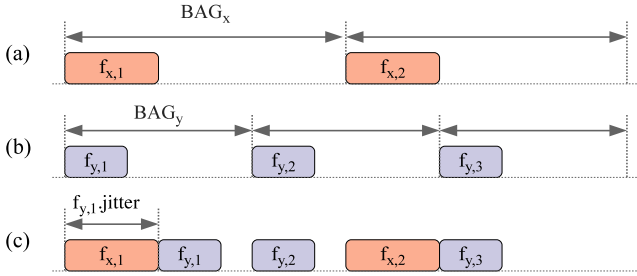 BAGx
(a) fx,1 fx,2
BAGy
(b) fy,1 fy,2 fy,3
fy,1.jitter
(c) fx,1 fy,1 fy,2 fx,2 fy,3